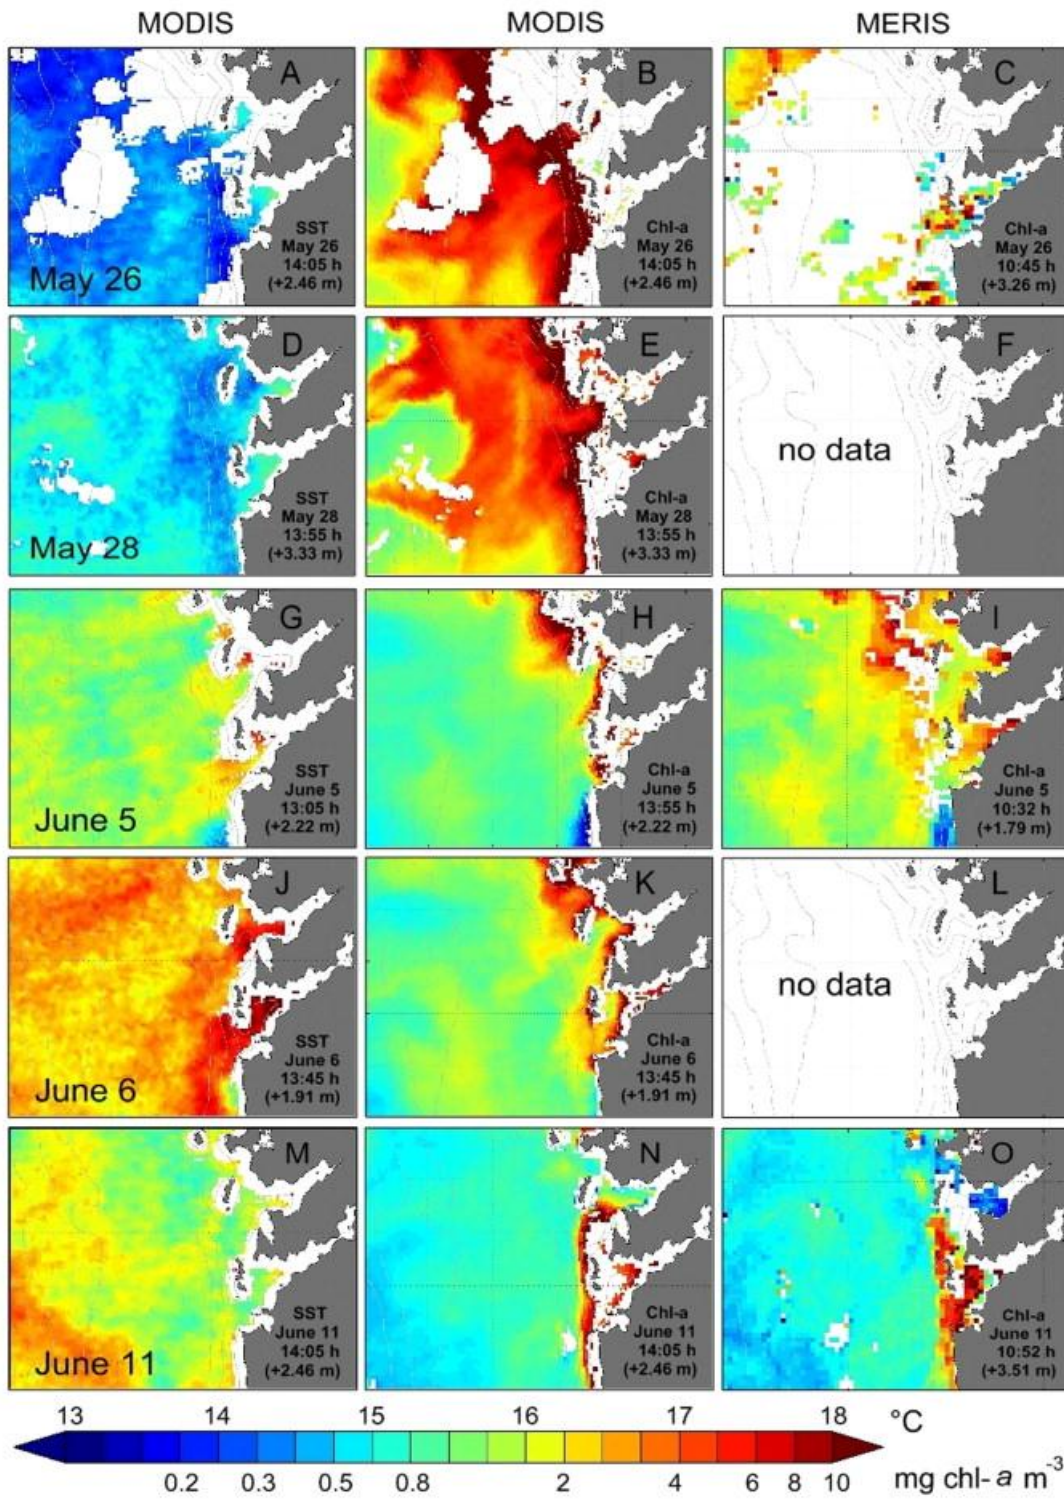 MODIS MODIS MERIS
A
SST
May 26
14:05 h
(+2.46 m)
May 26
B
Chl-a
May 26
14:05 h
(+2.46 m)
C
Chl-a
May 26
10:45 h
(+3.26 m)
D
SST
May 28
13:55 h
(+3.33 m)
May 28
E
Chl-a
May 28
13:55 h
(+3.33 m)
F
no data
G
SST
June 5
13:05 h
(+2.22 m)
June 5
H
Chl-a
June 5
13:55 h
(+2.22 m)
I
Chl-a
June 5
10:32 h
(+1.79 m)
J
SST
June 6
13:45 h
(+1.91 m)
June 6
K
Chl-a
June 6
13:45 h
(+1.91 m)
L
no data
M
SST
June 11
14:05 h
(+2.46 m)
June 11
N
Chl-a
June 11
14:05 h
(+2.46 m)
O
Chl-a
June 11
10:52 h
(+3.51 m)
13 14 15 16 17 18 °C
0.2 0.3 0.5 0.8 2 4 6 8 10 mg chl-a m⁻³